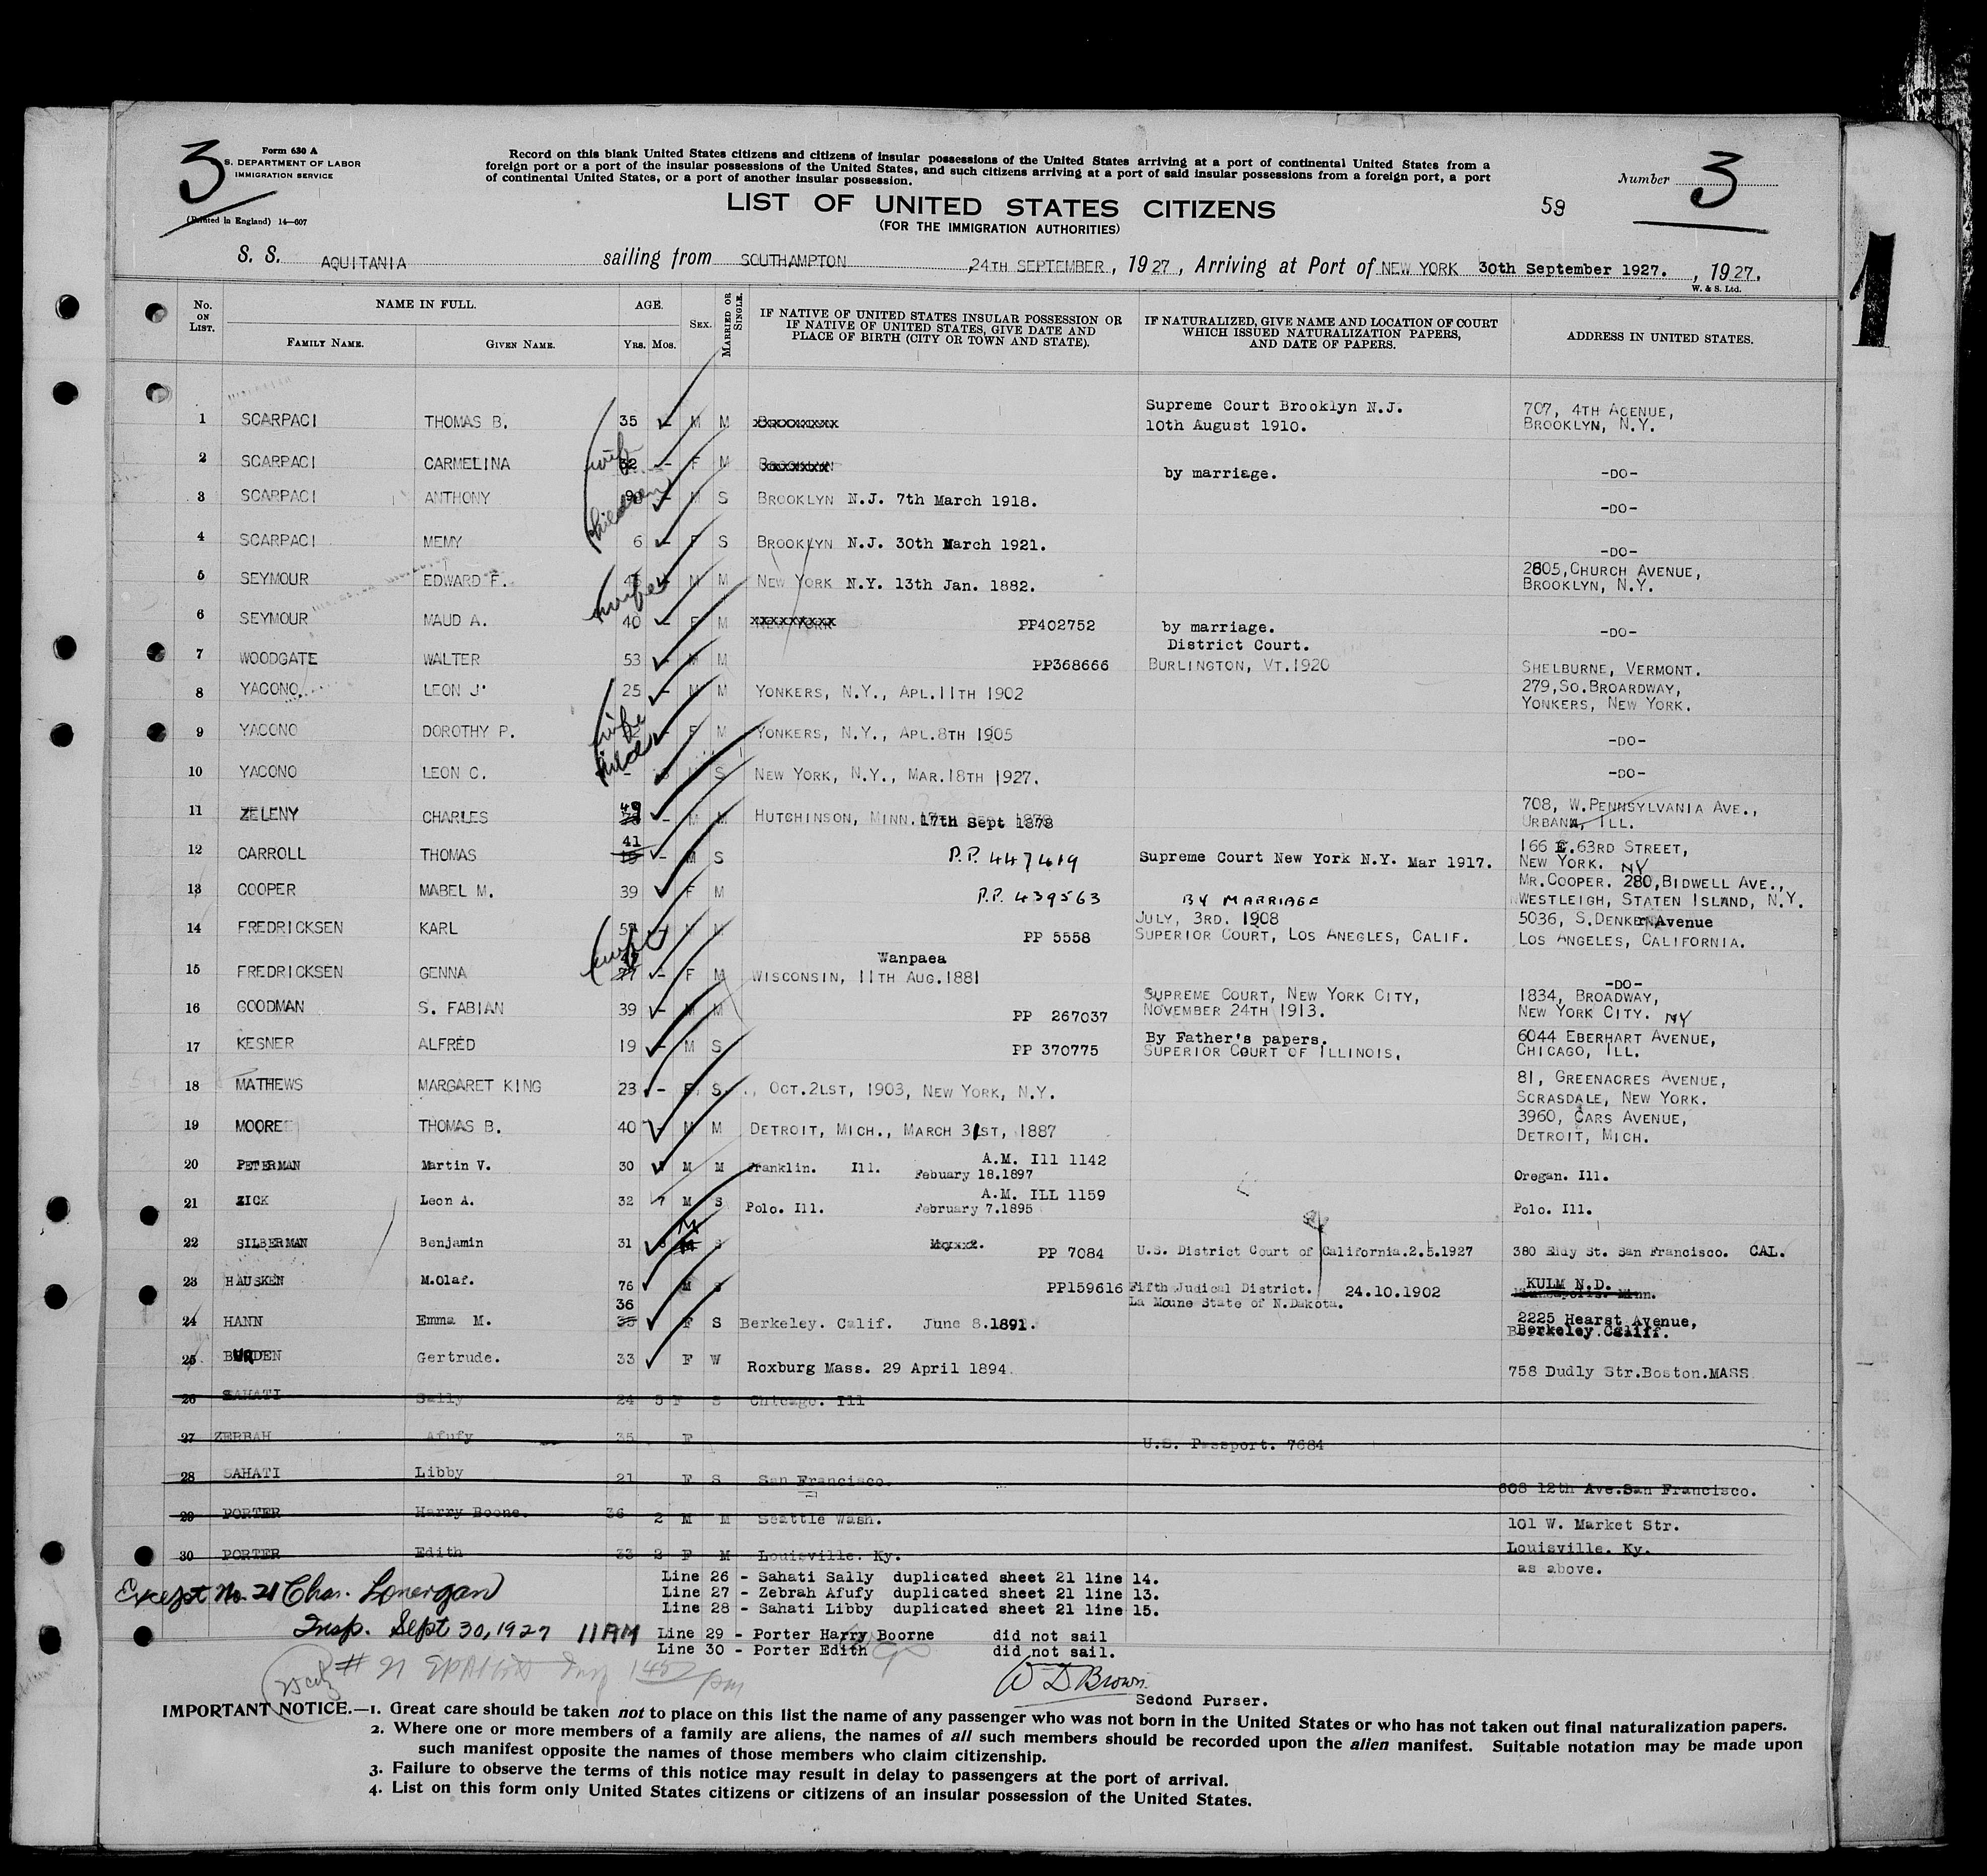 3
Form 630 A
S. DEPARTMENT OF LABOR
IMMIGRATION SERVICE
(Printed in England) 14—607
Record on this blank United States citizens and citizens of insular possessions of the United States arriving at a port of continental United States from a
foreign port or a port of the insular possessions of the United States, and such citizens arriving at a port of said insular possessions from a foreign port, a port
of continental United States, or a port of another insular possession.
LIST OF UNITED STATES CITIZENS
(FOR THE IMMIGRATION AUTHORITIES)
59
Number 3
S. S. AQUITANIA sailing from SOUTHAMPTON 24TH SEPTEMBER, 1927, Arriving at Port of NEW YORK 30th September 1927. , 1927.
W. & S. Ltd.
No. ON LIST. NAME IN FULL. FAMILY NAME. GIVEN NAME. AGE. YRS. MOS. SEX. MARRIED OR SINGLE. IF NATIVE OF UNITED STATES INSULAR POSSESSION OR IF NATIVE OF UNITED STATES, GIVE DATE AND PLACE OF BIRTH (CITY OR TOWN AND STATE). IF NATURALIZED, GIVE NAME AND LOCATION OF COURT WHICH ISSUED NATURALIZATION PAPERS, AND DATE OF PAPERS. ADDRESS IN UNITED STATES.
1 SCARPACI THOMAS B. 35 - M M Supreme Court Brooklyn N.J. 10th August 1910. 707, 4TH ACENUE, BROOKLYN, N.Y.
2 SCARPACI CARMELINA wife 32 - F M BROOKLYN by marriage. -DO-
3 SCARPACI ANTHONY children 9 - M S BROOKLYN N.J. 7th March 1918. -DO-
4 SCARPACI MEMY 6 - F S BROOKLYN N.J. 30th March 1921. -DO-
5 SEYMOUR EDWARD F. 45 M M NEW YORK N.Y. 13th Jan. 1882. 2805, CHURCH AVENUE, BROOKLYN, N.Y.
6 SEYMOUR MAUD A. wife 40 - F M NEW YORK PP402752 by marriage. -DO-
7 WOODGATE WALTER 53 - M M PP368666 District Court. BURLINGTON, VT.1920 SHELBURNE, VERMONT.
8 YACONO. LEON J. 25 - M M YONKERS, N.Y., APL.11TH 1902 279, SO.BROARDWAY, YONKERS, NEW YORK.
9 YACONO DOROTHY P. wife F M YONKERS, N.Y., APL.8TH 1905 -DO-
10 YACONO LEON C. child - S NEW YORK, N.Y., MAR.18TH 1927. -DO-
11 ZELENY CHARLES 49 - M M HUTCHINSON, MINN. 17th Sept 1878 708, W.PENNSYLVANIA AVE., URBANA, ILL.
12 CARROLL THOMAS 41 - M S P.P. 447419 Supreme Court New York N.Y. Mar 1917. 166 E.63RD STREET, NEW YORK. NY
13 COOPER MABEL M. 39 F M P.P. 439563 BY MARRIAGE MR.COOPER. 280, BIDWELL AVE., WESTLEIGH, STATEN ISLAND, N.Y.
14 FREDRICKSEN KARL M PP 5558 JULY, 3RD. 1908 SUPERIOR COURT, LOS ANEGLES, CALIF. 5036, S.DENKER Avenue LOS ANGELES, CALIFORNIA.
15 FREDRICKSEN GENNA wife - F M Wanpaea WISCONSIN, 11TH AUG.1881 -DO-
16 GOODMAN S. FABIAN 39 - M M PP 267037 SUPREME COURT, NEW YORK CITY, NOVEMBER 24TH 1913. 1834, BROADWAY, NEW YORK CITY. NY
17 KESNER ALFRED 19 - M S PP 370775 By Father's papers. SUPERIOR COURT OF ILLINOIS, 6044 EBERHART AVENUE, CHICAGO, ILL.
18 MATHEWS MARGARET KING 23 - F S. ., OCT.21ST, 1903, NEW YORK, N.Y. 81, GREENACRES AVENUE, SCRASDALE, NEW YORK.
19 MOORE THOMAS B. 40 - M M DETROIT, MICH., MARCH 31ST, 1887 3960, CARS AVENUE, DETROIT, MICH.
20 PETERMAN Martin V. 30 M M Franklin. Ill. A.M. Ill 1142 Febuary 18.1897 Oregan. Ill.
21 ZICK Leon A. 32 7 M S Polo. Ill. A.M. ILL 1159 February 7.1895 Polo. Ill.
22 SILBERMAN Benjamin 31 8 M S PP 7084 U.S. District Court of California.2.5.1927 380 Eidy St. San Francisco. CAL.
23 HAUSKEN M.Olaf. 76 M S PP159616 Fifth Judical District. 24.10.1902 La Moune State of N.Dakota. KULM N.D. Minneapolis. Minn.
24 HANN Emma M. 36 35 F S Berkeley. Calif. June 8.1891. 2225 Hearst Avenue, Berkeley.Califf.
25 BURDEN Gertrude. 33 F W Roxburg Mass. 29 April 1894. 758 Dudly Str.Boston.MASS
26 SAHATI Sally 24 5 F S Chicago. Ill
27 ZERBAH Afufy 35 F U.S. Passport. 7684
28 SAHATI Libby 21 F S San Francisco. 608 12th Ave.San Francisco.
29 PORTER Harry Boone. 36 2 M M Seattle Wash. 101 W. Market Str.
30 PORTER Edith 33 2 F M Louisville. Ky. Louisville. Ky.
as above.
Line 26 - Sahati Sally duplicated sheet 21 line 14.
Line 27 - Zebrah Afufy duplicated sheet 21 line 13.
Line 28 - Sahati Libby duplicated sheet 21 line 15.
Line 29 - Porter Harry Boorne did not sail
Line 30 - Porter Edith did not sail.
Except No. 21 Chas. Lonergan
Insp. Sept 30, 1927 11 AM
# 21
pm
W D Brown.
Sedond Purser.
IMPORTANT NOTICE.—1. Great care should be taken not to place on this list the name of any passenger who was not born in the United States or who has not taken out final naturalization papers.
2. Where one or more members of a family are aliens, the names of all such members should be recorded upon the alien manifest. Suitable notation may be made upon
such manifest opposite the names of those members who claim citizenship.
3. Failure to observe the terms of this notice may result in delay to passengers at the port of arrival.
4. List on this form only United States citizens or citizens of an insular possession of the United States.